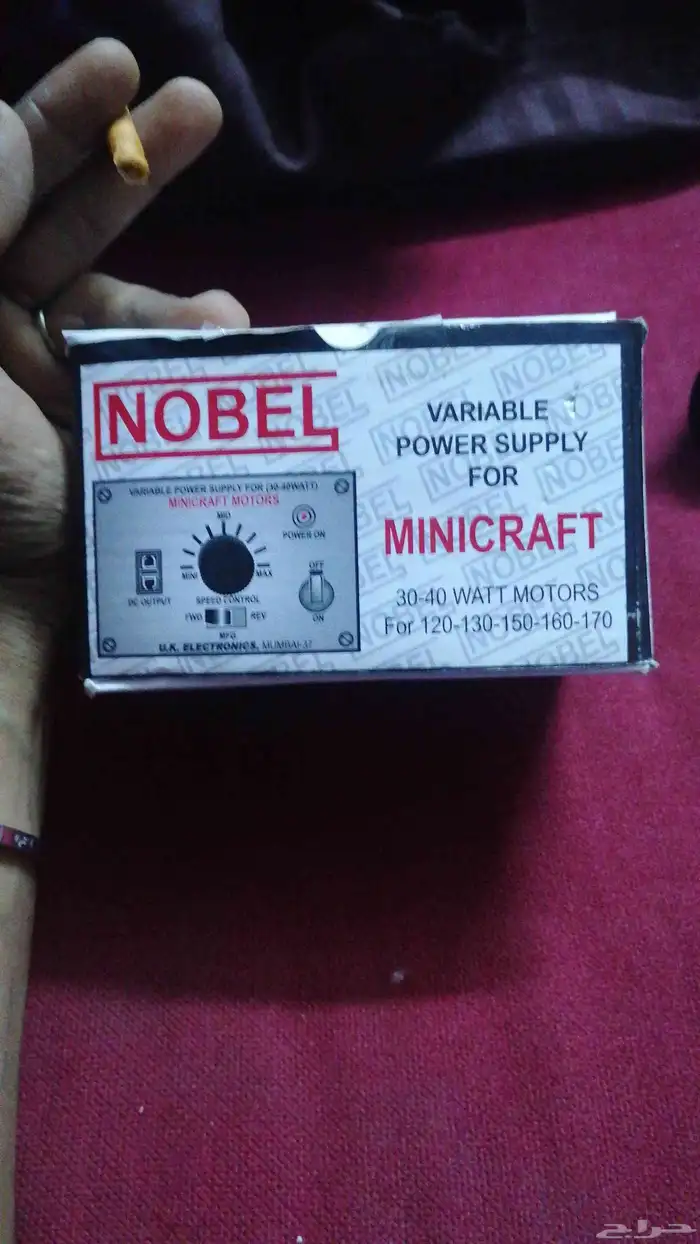 NOBEL
VARIABLE POWER SUPPLY FOR (30-40WATT)
MINICRAFT MOTORS
MID
POWER ON
MINI
MAX
OFF
DC OUTPUT
SPEED CONTROL
FWD
REV
ON
MFG
U.K. ELECTRONICS, MUMBAI-37
VARIABLE
POWER SUPPLY
FOR
MINICRAFT
30-40 WATT MOTORS
For 120-130-150-160-170
حراج